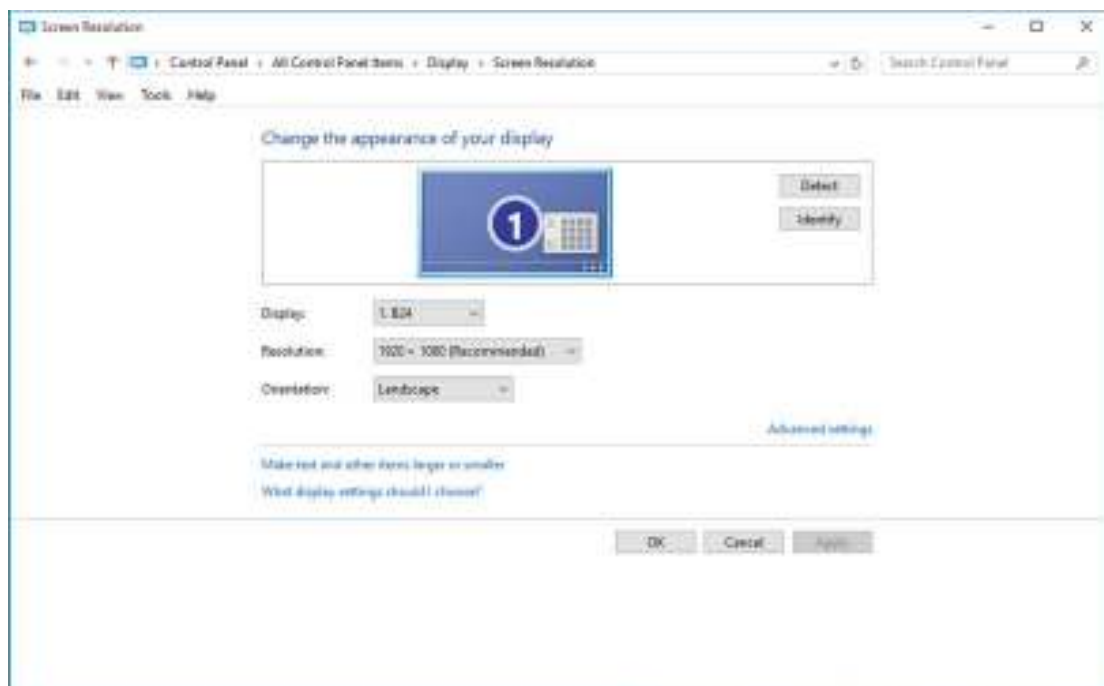 Screen Resolution
Control Panel › All Control Panel Items › Display › Screen Resolution
Search Control Panel
File Edit View Tools Help
Change the appearance of your display
1
Detect
Identify
Display:
1. B24
Resolution:
1920 × 1080 (Recommended)
Orientation:
Landscape
Advanced settings
Make text and other items larger or smaller
What display settings should I choose?
OK Cancel Apply